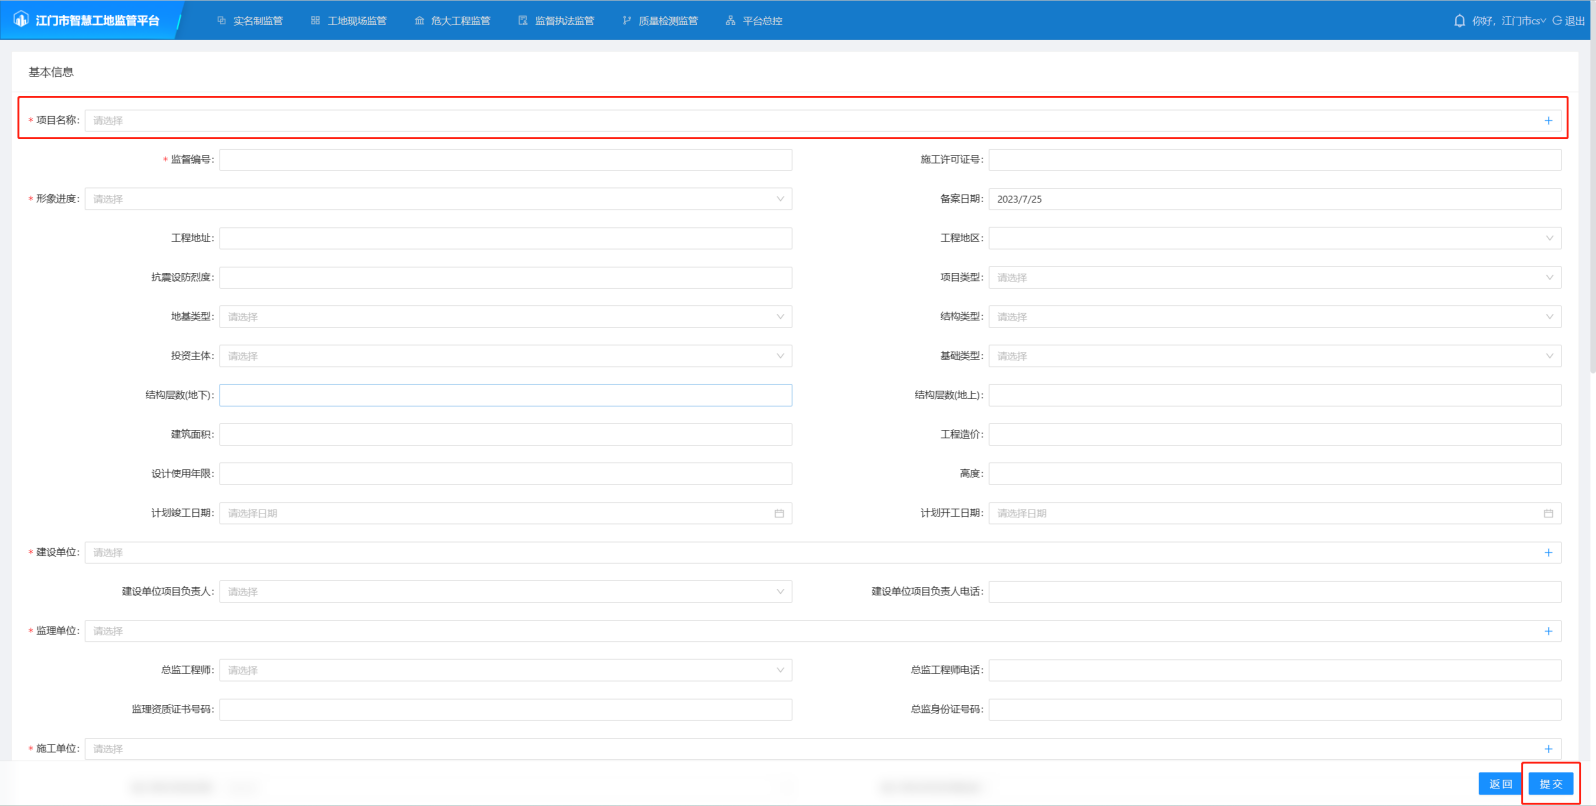 江门市智慧工地监管平台 实名制监管 工地现场监管 危大工程监管 监督执法监管 质量检测监管 平台总控 你好, 江门市cs 退出
基本信息
* 项目名称: 请选择
* 监督编号: 施工许可证号:
* 形象进度: 请选择 备案日期: 2023/7/25
工程地址: 工程地区:
抗震设防烈度: 项目类型: 请选择
地基类型: 请选择 结构类型: 请选择
投资主体: 请选择 基础类型: 请选择
结构层数(地下): 结构层数(地上):
建筑面积: 工程造价:
设计使用年限: 高度:
计划竣工日期: 请选择日期 计划开工日期: 请选择日期
* 建设单位: 请选择
建设单位项目负责人: 请选择 建设单位项目负责人电话:
* 监理单位: 请选择
总监工程师: 请选择 总监工程师电话:
监理资质证书号码: 总监身份证号码:
* 施工单位: 请选择
返回 提交